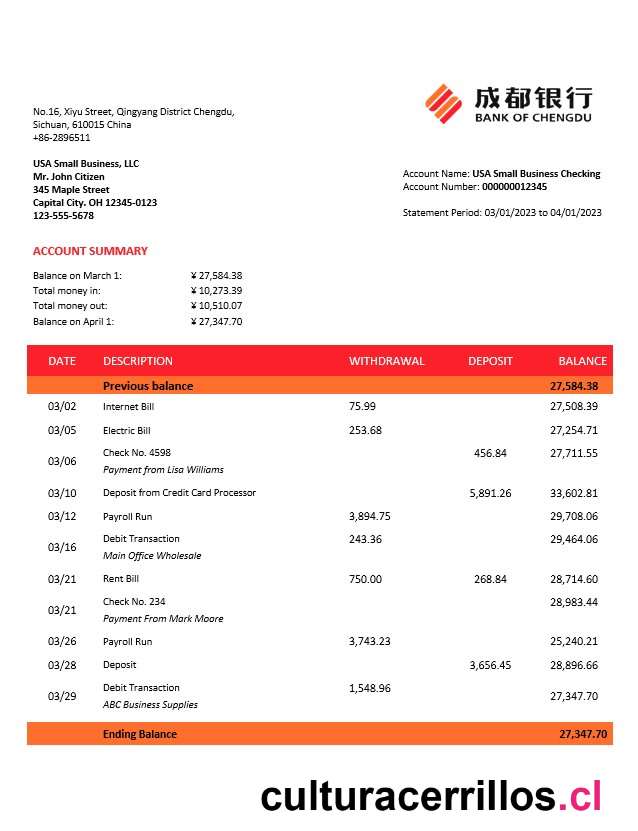 成都银行
BANK OF CHENGDU
No.16, Xiyu Street, Qingyang District Chengdu,
Sichuan, 610015 China
+86-2896511
USA Small Business, LLC
Mr. John Citizen
345 Maple Street
Capital City. OH 12345-0123
123-555-5678
Account Name: USA Small Business Checking
Account Number: 000000012345
Statement Period: 03/01/2023 to 04/01/2023
ACCOUNT SUMMARY
Balance on March 1: ¥ 27,584.38
Total money in: ¥ 10,273.39
Total money out: ¥ 10,510.07
Balance on April 1: ¥ 27,347.70
DATE DESCRIPTION WITHDRAWAL DEPOSIT BALANCE
Previous balance 27,584.38
03/02 Internet Bill 75.99 27,508.39
03/05 Electric Bill 253.68 27,254.71
03/06 Check No. 4598 456.84 27,711.55
Payment from Lisa Williams
03/10 Deposit from Credit Card Processor 5,891.26 33,602.81
03/12 Payroll Run 3,894.75 29,708.06
03/16 Debit Transaction 243.36 29,464.06
Main Office Wholesale
03/21 Rent Bill 750.00 268.84 28,714.60
03/21 Check No. 234 28,983.44
Payment From Mark Moore
03/26 Payroll Run 3,743.23 25,240.21
03/28 Deposit 3,656.45 28,896.66
03/29 Debit Transaction 1,548.96 27,347.70
ABC Business Supplies
Ending Balance 27,347.70
culturacerrillos.cl